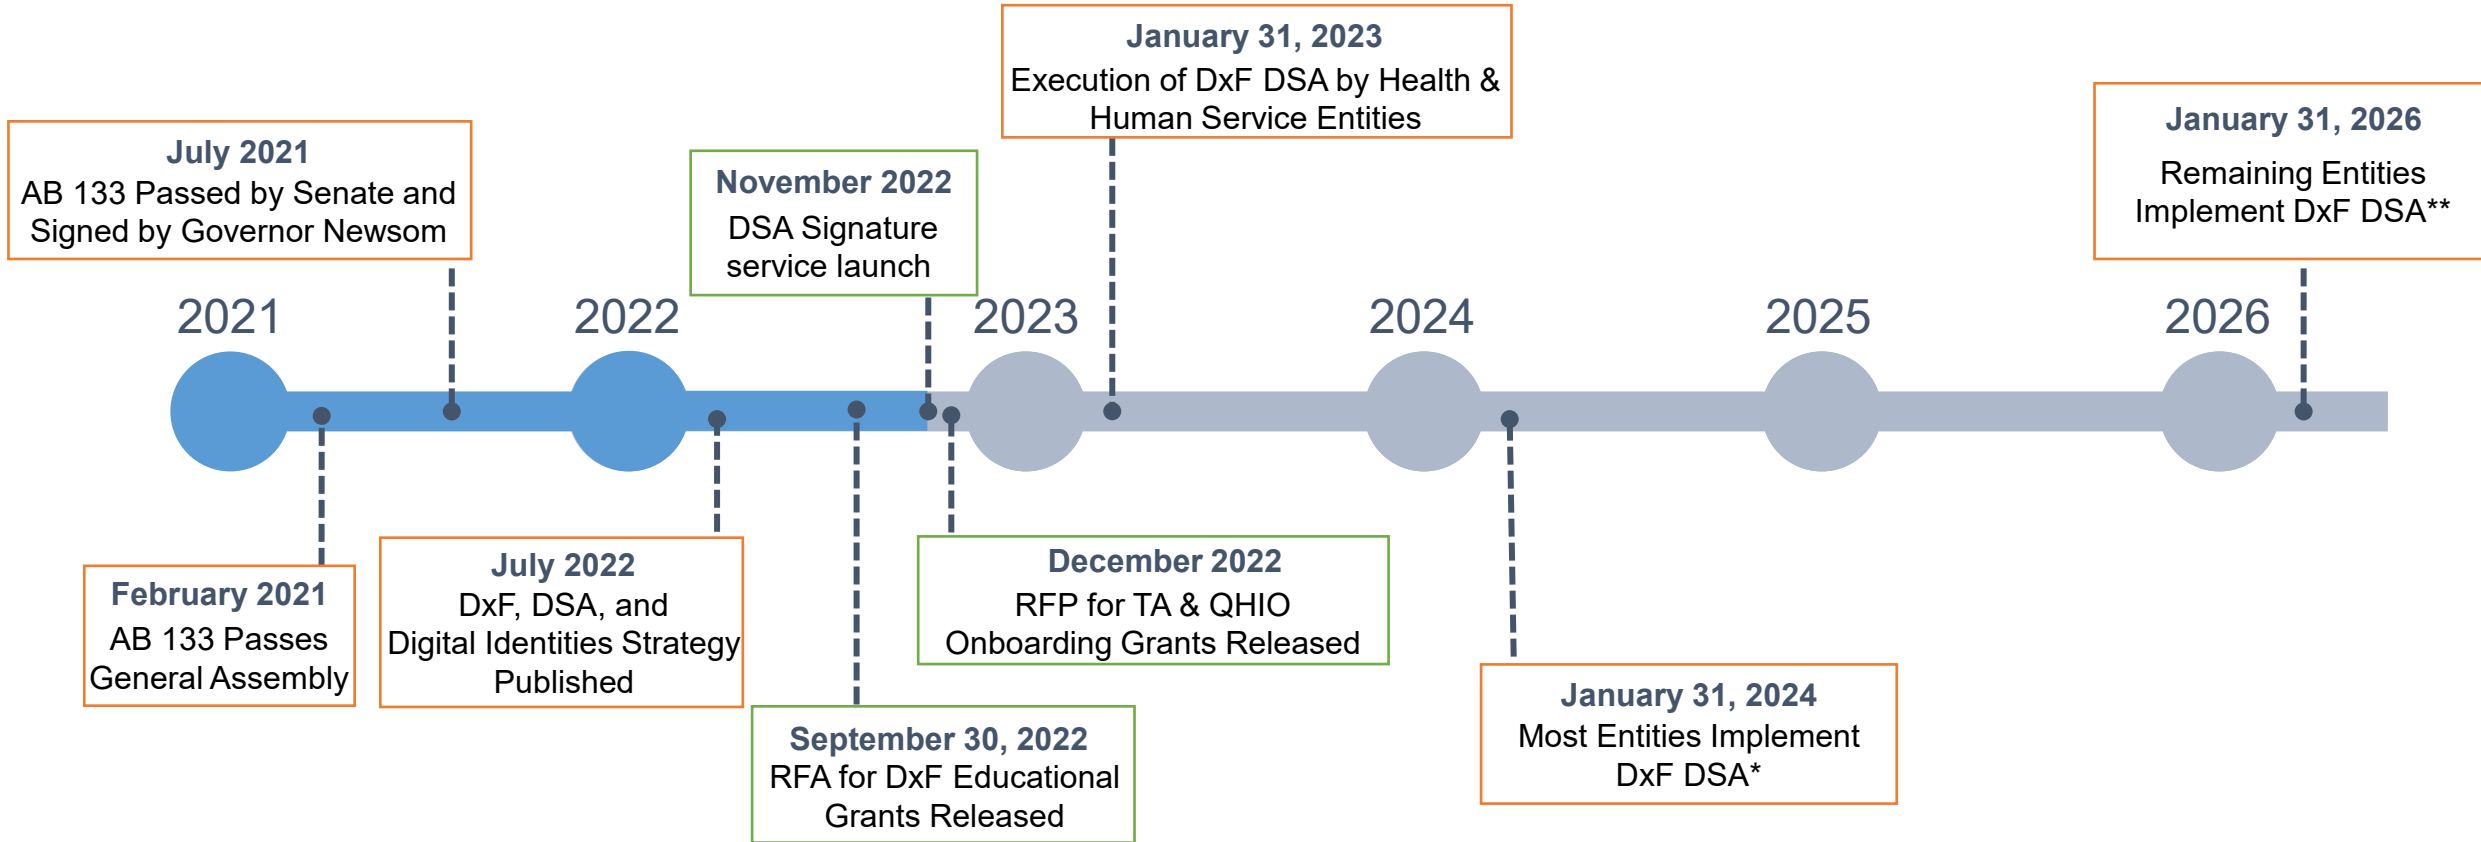 January 31, 2023
Execution of DxF DSA by Health &
Human Service Entities
July 2021
AB 133 Passed by Senate and
Signed by Governor Newsom
November 2022
DSA Signature
service launch
January 31, 2026
Remaining Entities
Implement DxF DSA**
2021
2022
2023
2024
2025
2026
February 2021
AB 133 Passes
General Assembly
July 2022
DxF, DSA, and
Digital Identities Strategy
Published
September 30, 2022
RFA for DxF Educational
Grants Released
December 2022
RFP for TA & QHIO
Onboarding Grants Released
January 31, 2024
Most Entities Implement
DxF DSA*